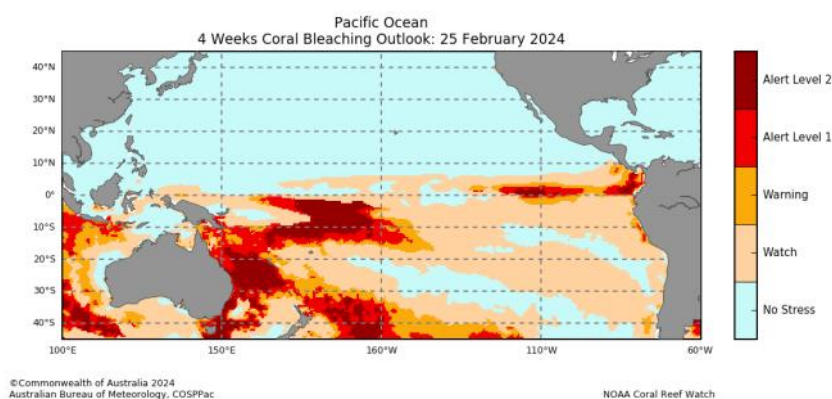 Pacific Ocean
4 Weeks Coral Bleaching Outlook: 25 February 2024
40°N
30°N
20°N
10°N
0°
10°S
20°S
30°S
40°S
100°E
150°E
160°W
110°W
60°W
Alert Level 2
Alert Level 1
Warning
Watch
No Stress
©Commonwealth of Australia 2024
Australian Bureau of Meteorology, COSPPac
NOAA Coral Reef Watch